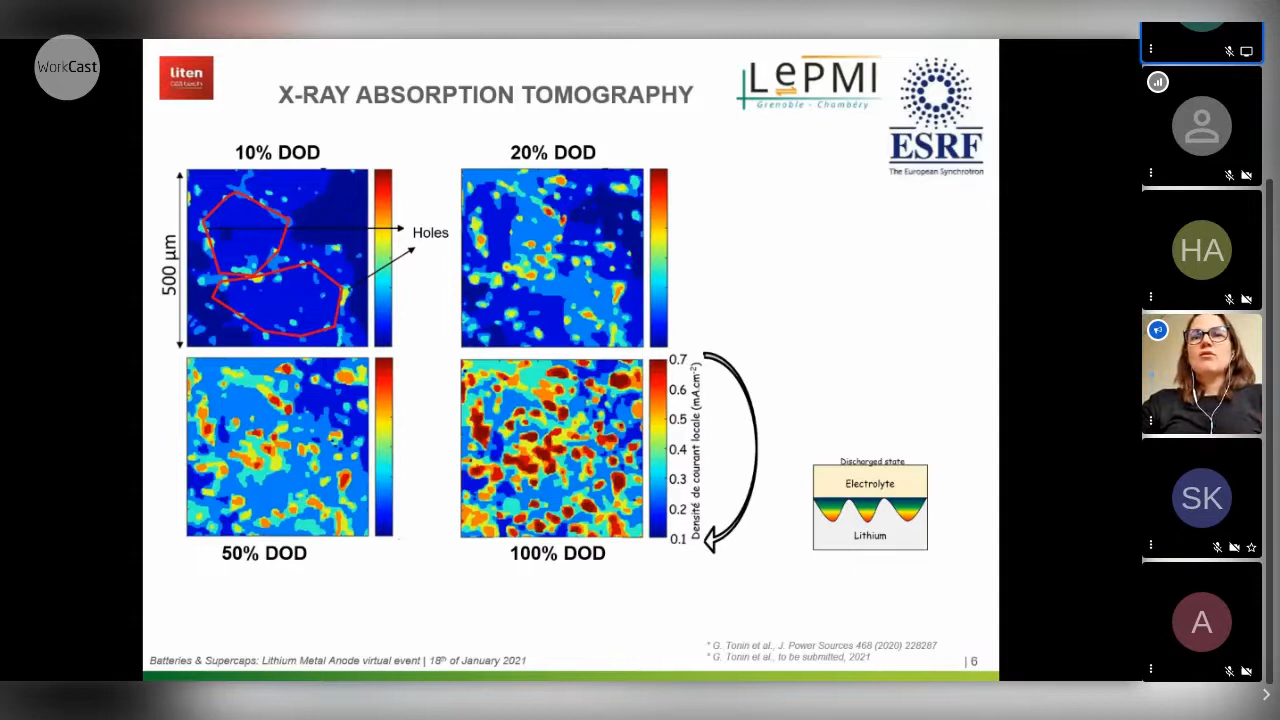 WorkCast
liten
ceatech
X-RAY ABSORPTION TOMOGRAPHY
LePMI
Grenoble - Chambéry
ESRF
The European Synchrotron
10% DOD
20% DOD
500 µm
Holes
50% DOD
100% DOD
0.7
0.6
0.5
0.4
0.3
0.2
0.1
Densité de courant locale (mA.cm-2)
Discharged state
Electrolyte
Lithium
* G. Tonin et al., J. Power Sources 468 (2020) 228287
* G. Tonin et al., to be submitted, 2021
Batteries & Supercaps: Lithium Metal Anode virtual event | 18th of January 2021
| 6
HA
SK
A